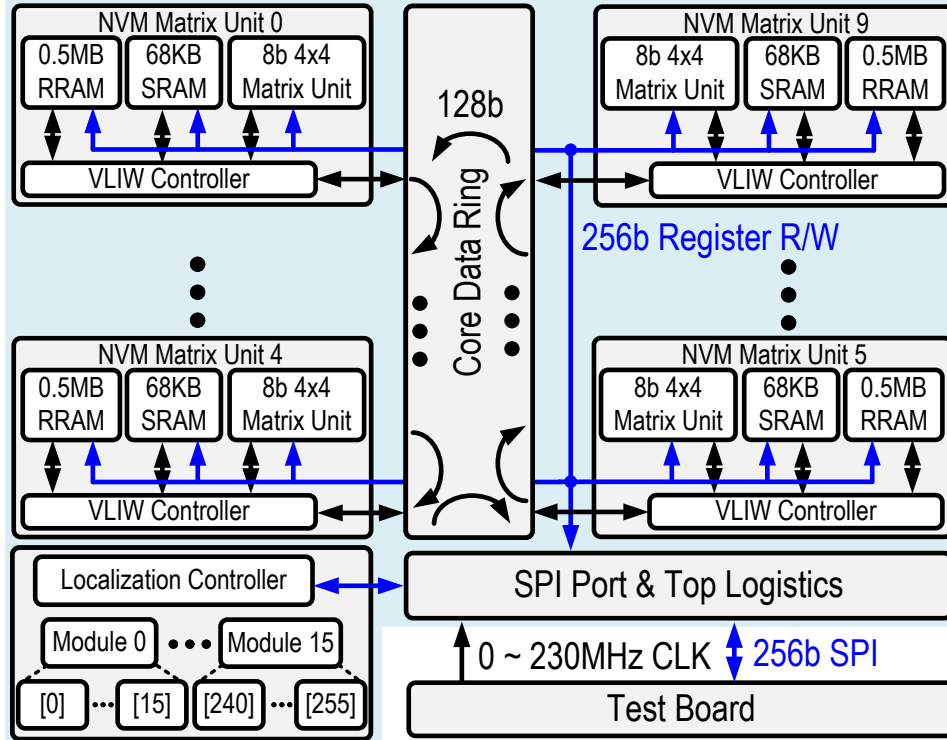 NVM Matrix Unit 0
0.5MB
RRAM
68KB
SRAM
8b 4x4
Matrix Unit
VLIW Controller
128b
Core Data Ring
NVM Matrix Unit 9
8b 4x4
Matrix Unit
68KB
SRAM
0.5MB
RRAM
VLIW Controller
256b Register R/W
NVM Matrix Unit 4
0.5MB
RRAM
68KB
SRAM
8b 4x4
Matrix Unit
VLIW Controller
NVM Matrix Unit 5
8b 4x4
Matrix Unit
68KB
SRAM
0.5MB
RRAM
VLIW Controller
Localization Controller
Module 0
Module 15
[0]
[15]
[240]
[255]
SPI Port & Top Logistics
0 ~ 230MHz CLK
256b SPI
Test Board